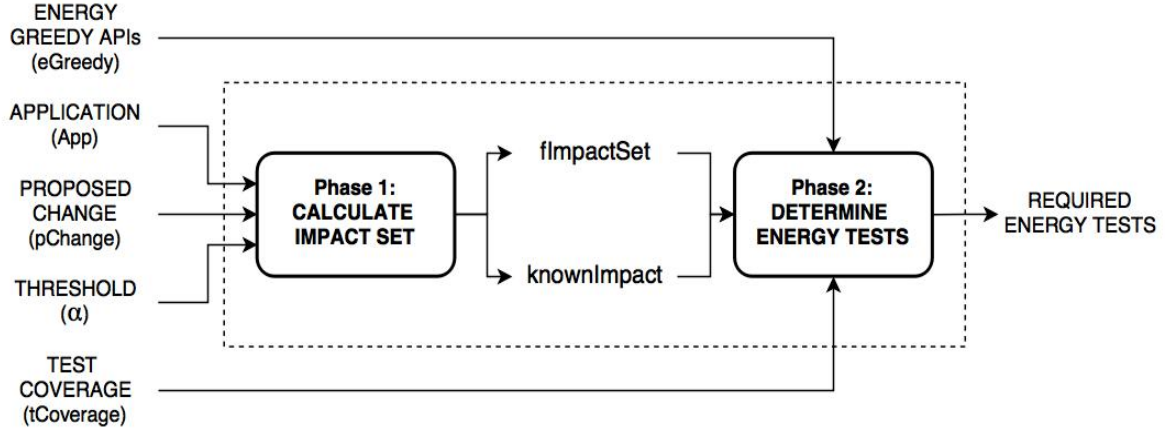 ENERGY
GREEDY APIs
(eGreedy)
APPLICATION
(App)
PROPOSED
CHANGE
(pChange)
THRESHOLD
(α)
TEST
COVERAGE
(tCoverage)
Phase 1:
CALCULATE
IMPACT SET
fImpactSet
knownImpact
Phase 2:
DETERMINE
ENERGY TESTS
REQUIRED
ENERGY TESTS